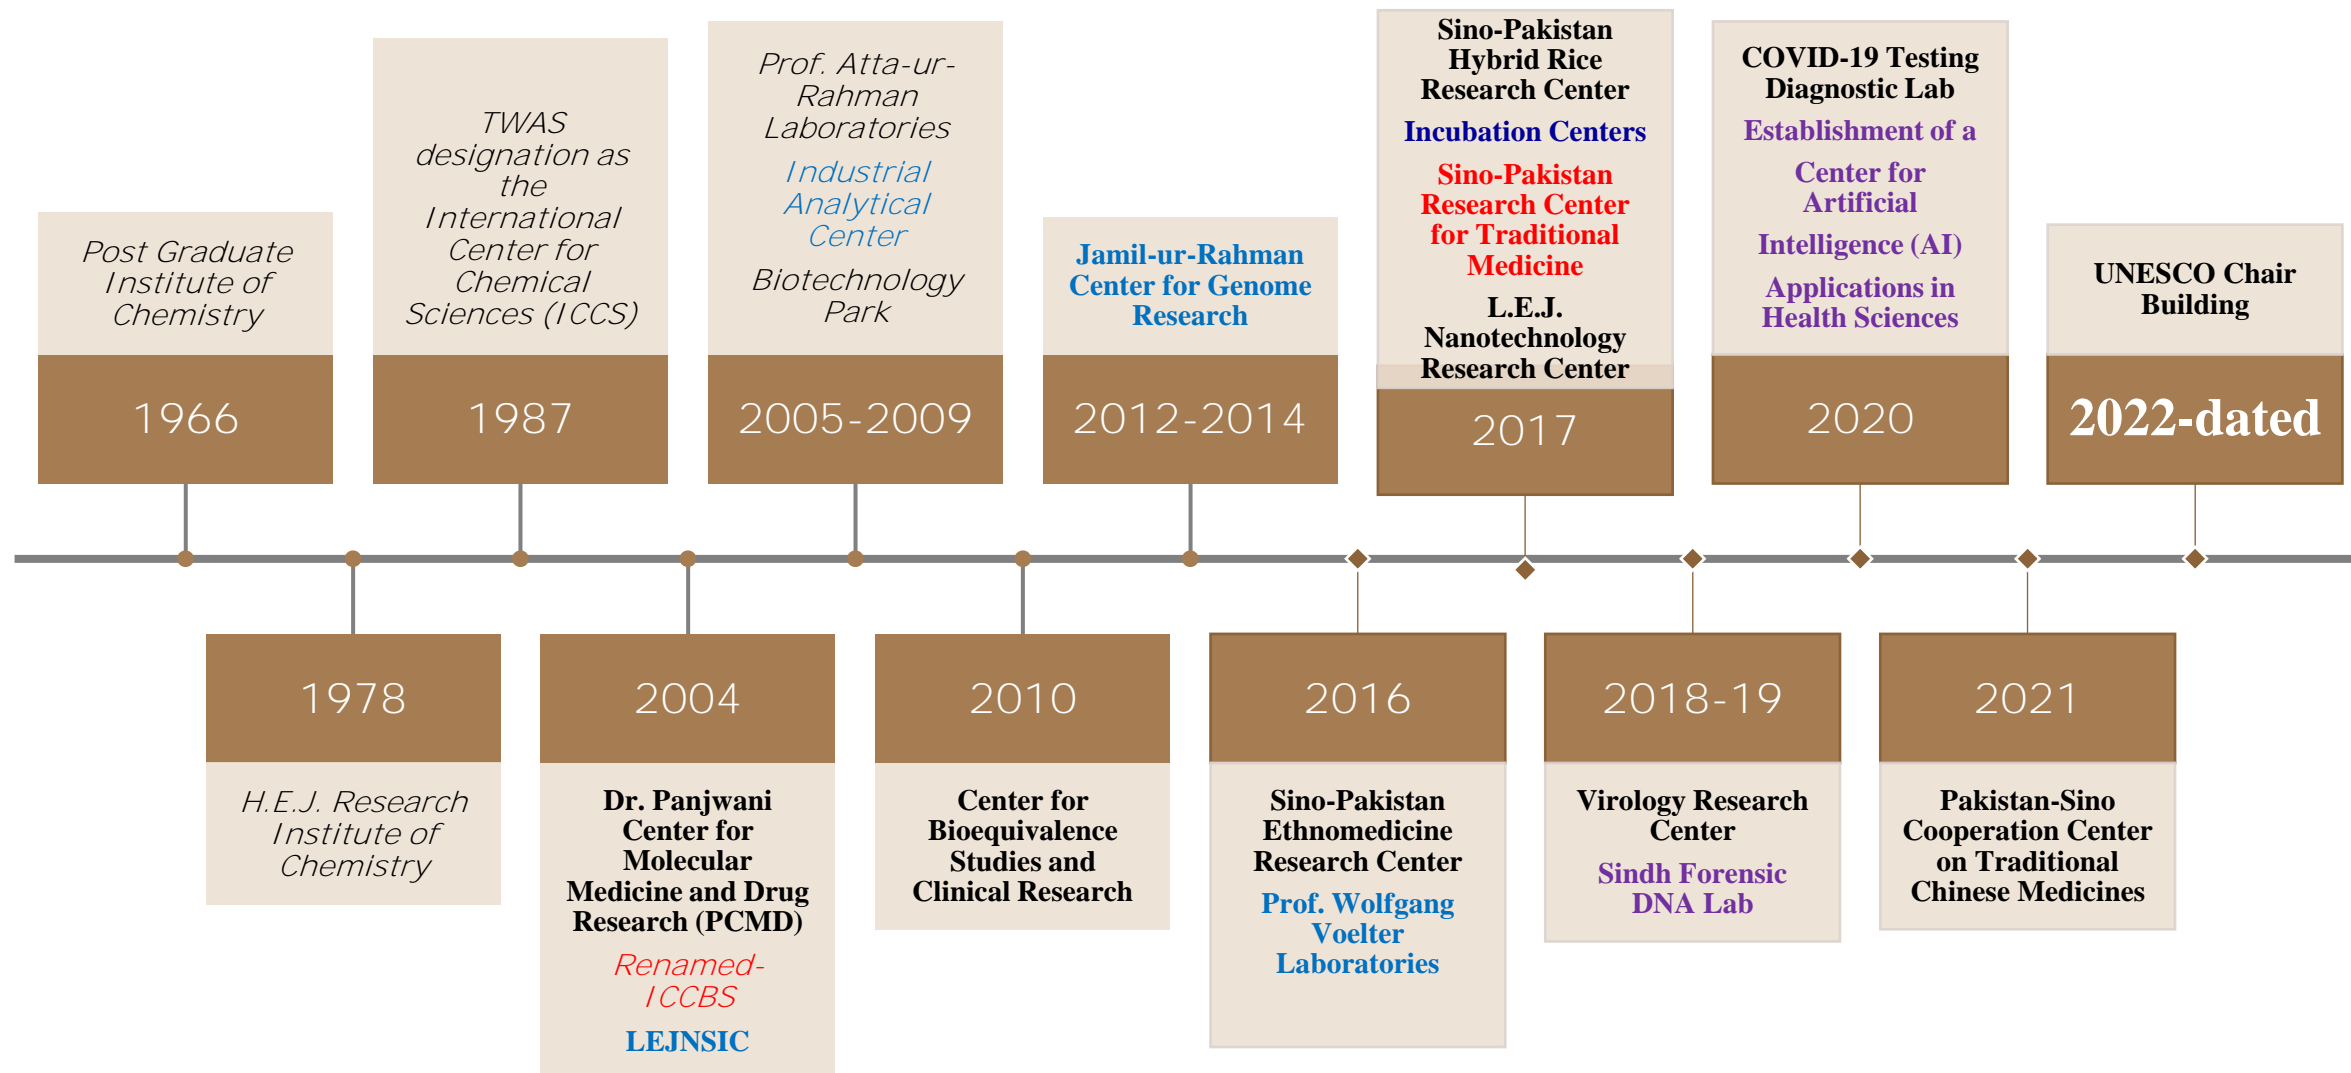 Post Graduate
Institute of
Chemistry
1966
1978
H.E.J. Research
Institute of
Chemistry
TWAS
designation as
the
International
Center for
Chemical
Sciences (ICCS)
1987
2004
Dr. Panjwani
Center for
Molecular
Medicine and Drug
Research (PCMD)
Renamed-
ICCBS
LEJNSIC
Prof. Atta-ur-
Rahman
Laboratories
Industrial
Analytical
Center
Biotechnology
Park
2005-2009
2010
Center for
Bioequivalence
Studies and
Clinical Research
Jamil-ur-Rahman
Center for Genome
Research
2012-2014
2016
Sino-Pakistan
Ethnomedicine
Research Center
Prof. Wolfgang
Voelter
Laboratories
Sino-Pakistan
Hybrid Rice
Research Center
Incubation Centers
Sino-Pakistan
Research Center
for Traditional
Medicine
L.E.J.
Nanotechnology
Research Center
2017
2018-19
Virology Research
Center
Sindh Forensic
DNA Lab
COVID-19 Testing
Diagnostic Lab
Establishment of a
Center for
Artificial
Intelligence (AI)
Applications in
Health Sciences
2020
2021
Pakistan-Sino
Cooperation Center
on Traditional
Chinese Medicines
UNESCO Chair
Building
2022-dated